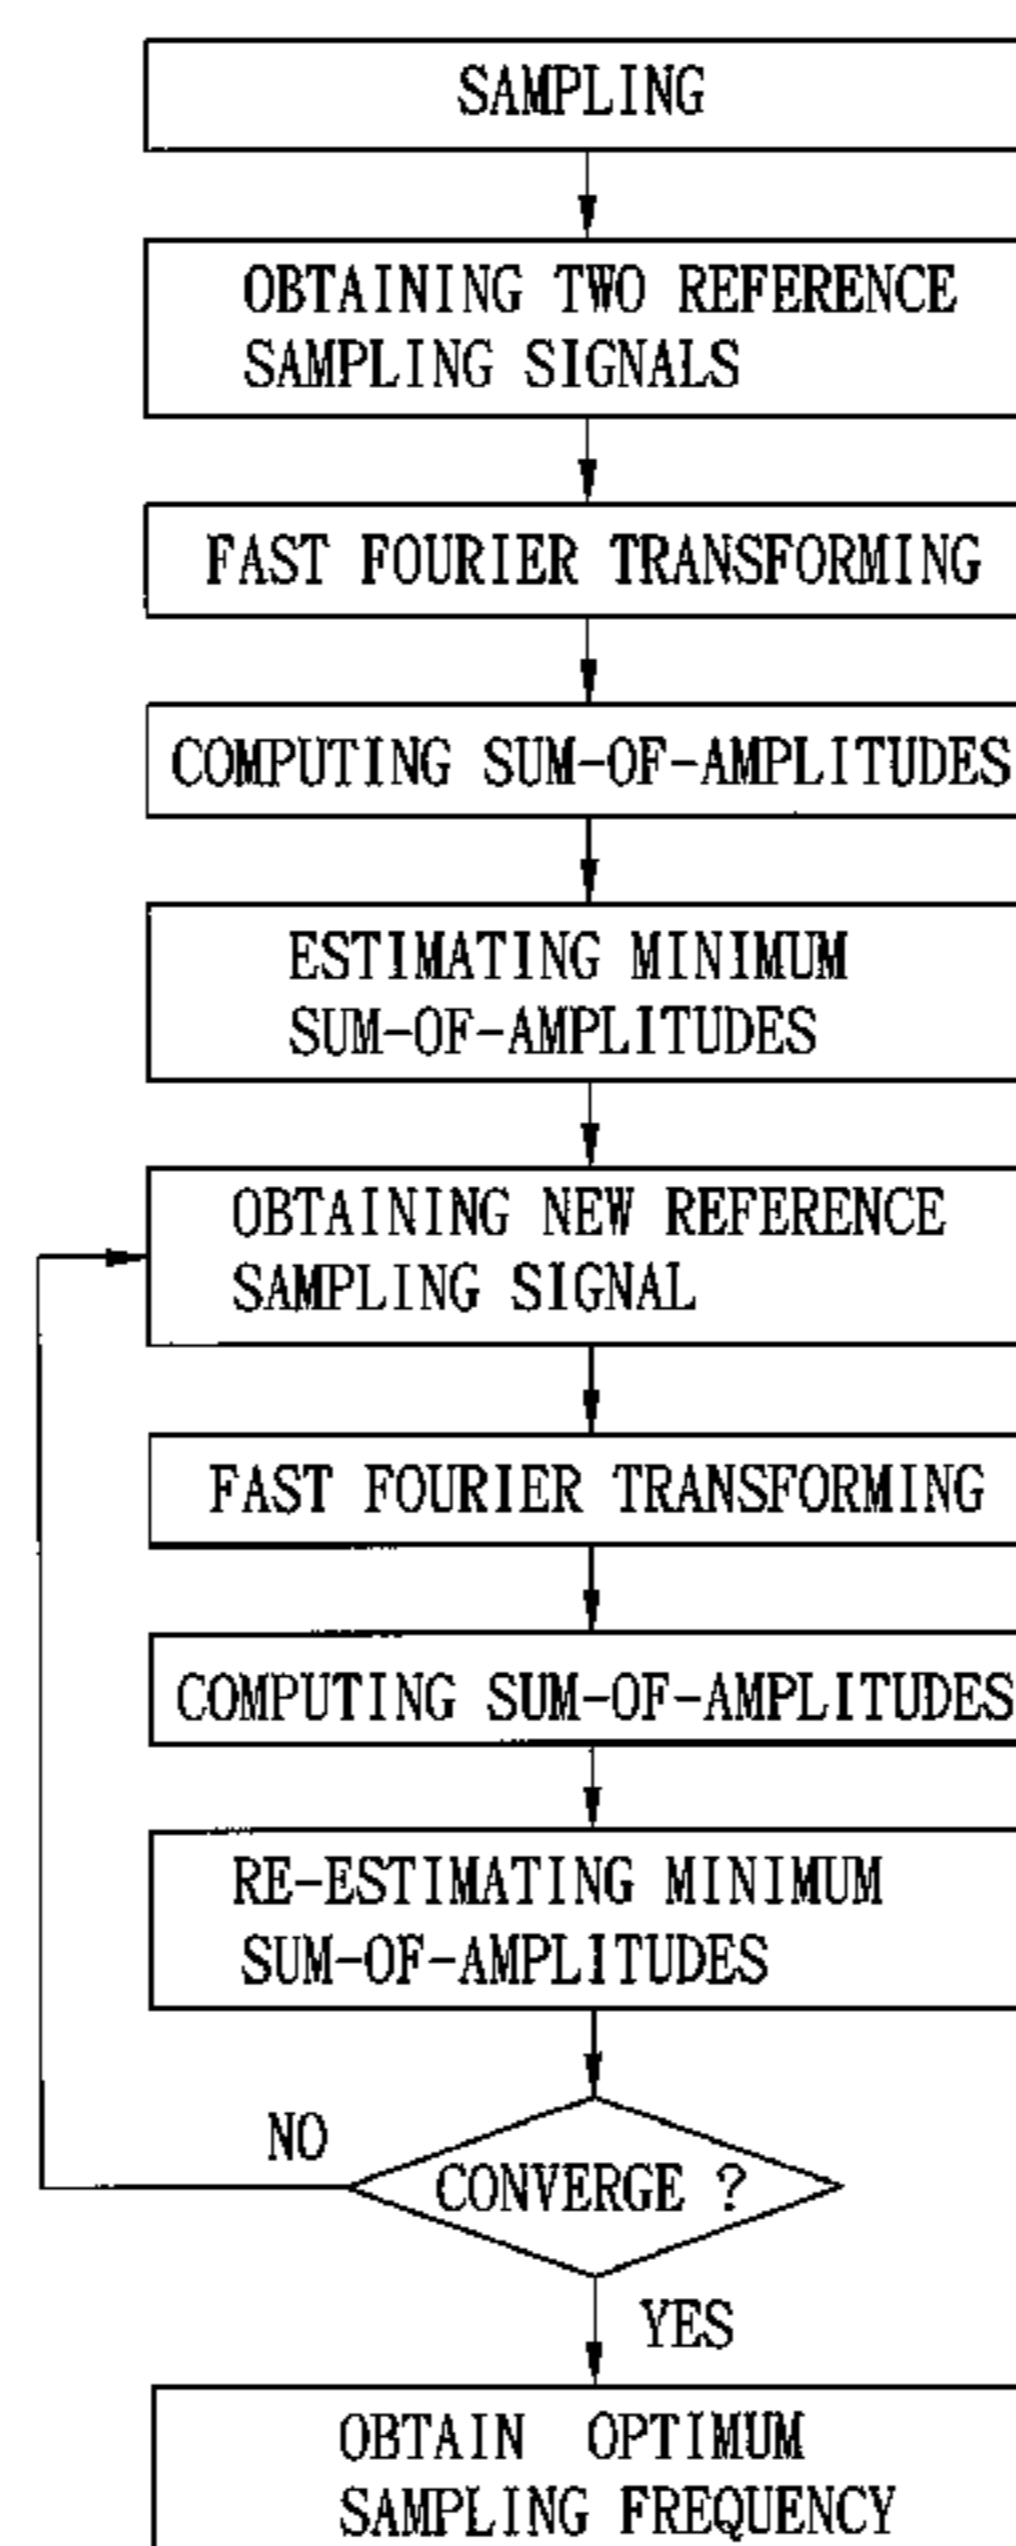 SAMPLING
OBTAINING TWO REFERENCE
SAMPLING SIGNALS
FAST FOURIER TRANSFORMING
COMPUTING SUM-OF-AMPLITUDES
ESTIMATING MINIMUM
SUM-OF-AMPLITUDES
OBTAINING NEW REFERENCE
SAMPLING SIGNAL
FAST FOURIER TRANSFORMING
COMPUTING SUM-OF-AMPLITUDES
RE-ESTIMATING MINIMUM
SUM-OF-AMPLITUDES
NO
CONVERGE ?
YES
OBTAIN OPTIMUM
SAMPLING FREQUENCY